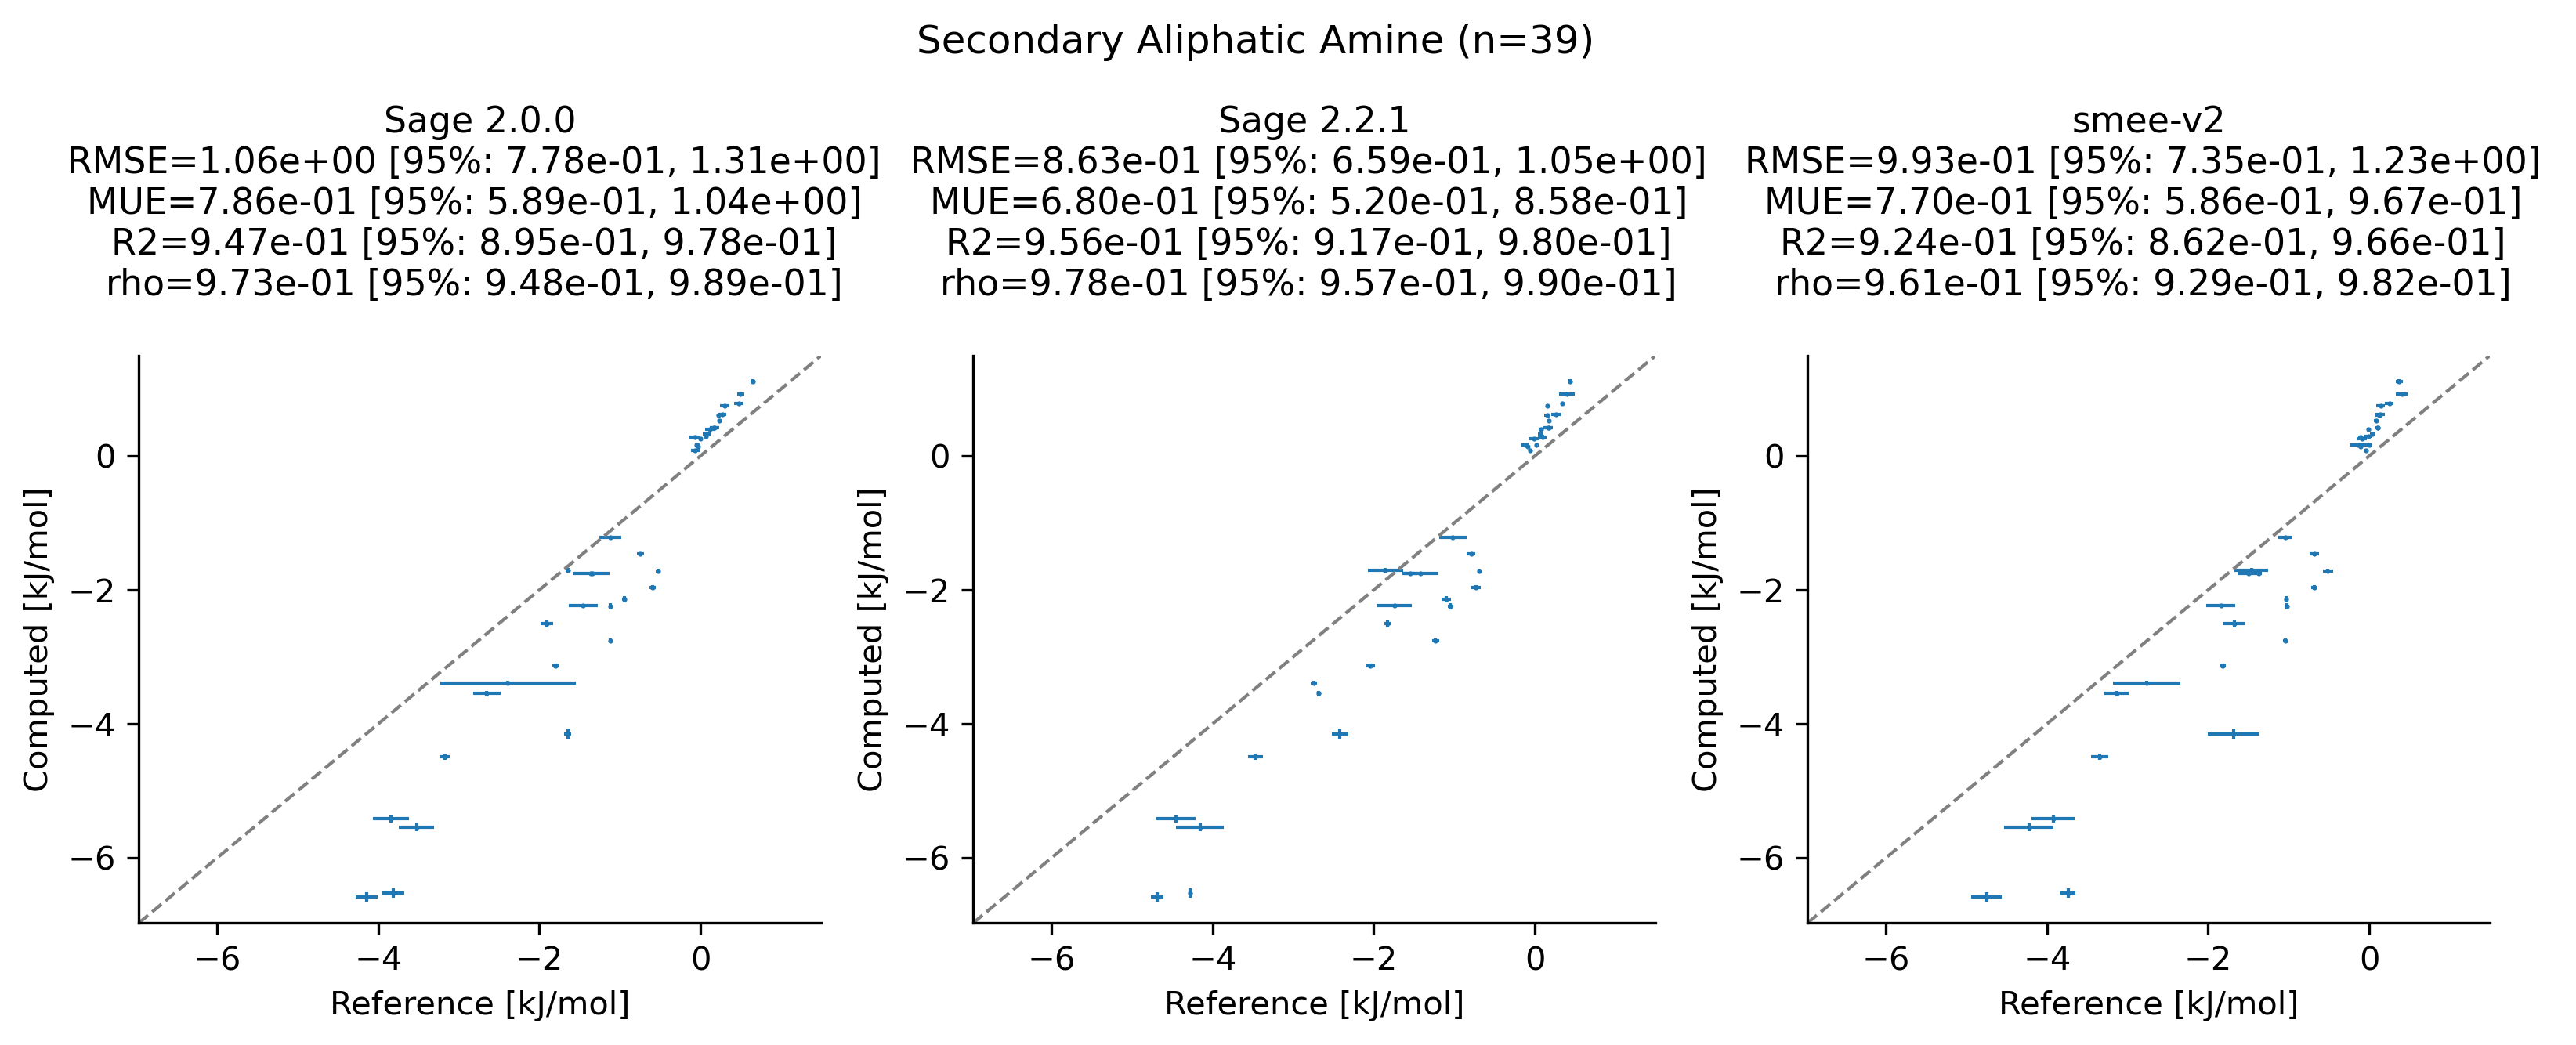 Secondary Aliphatic Amine (n=39)
Sage 2.0.0
RMSE=1.06e+00 [95%: 7.78e-01, 1.31e+00]
MUE=7.86e-01 [95%: 5.89e-01, 1.04e+00]
R2=9.47e-01 [95%: 8.95e-01, 9.78e-01]
rho=9.73e-01 [95%: 9.48e-01, 9.89e-01]
0
−2
−4
−6
Computed [kJ/mol]
−6 −4 −2 0
Reference [kJ/mol]
Sage 2.2.1
RMSE=8.63e-01 [95%: 6.59e-01, 1.05e+00]
MUE=6.80e-01 [95%: 5.20e-01, 8.58e-01]
R2=9.56e-01 [95%: 9.17e-01, 9.80e-01]
rho=9.78e-01 [95%: 9.57e-01, 9.90e-01]
0
−2
−4
−6
Computed [kJ/mol]
−6 −4 −2 0
Reference [kJ/mol]
smee-v2
RMSE=9.93e-01 [95%: 7.35e-01, 1.23e+00]
MUE=7.70e-01 [95%: 5.86e-01, 9.67e-01]
R2=9.24e-01 [95%: 8.62e-01, 9.66e-01]
rho=9.61e-01 [95%: 9.29e-01, 9.82e-01]
0
−2
−4
−6
Computed [kJ/mol]
−6 −4 −2 0
Reference [kJ/mol]